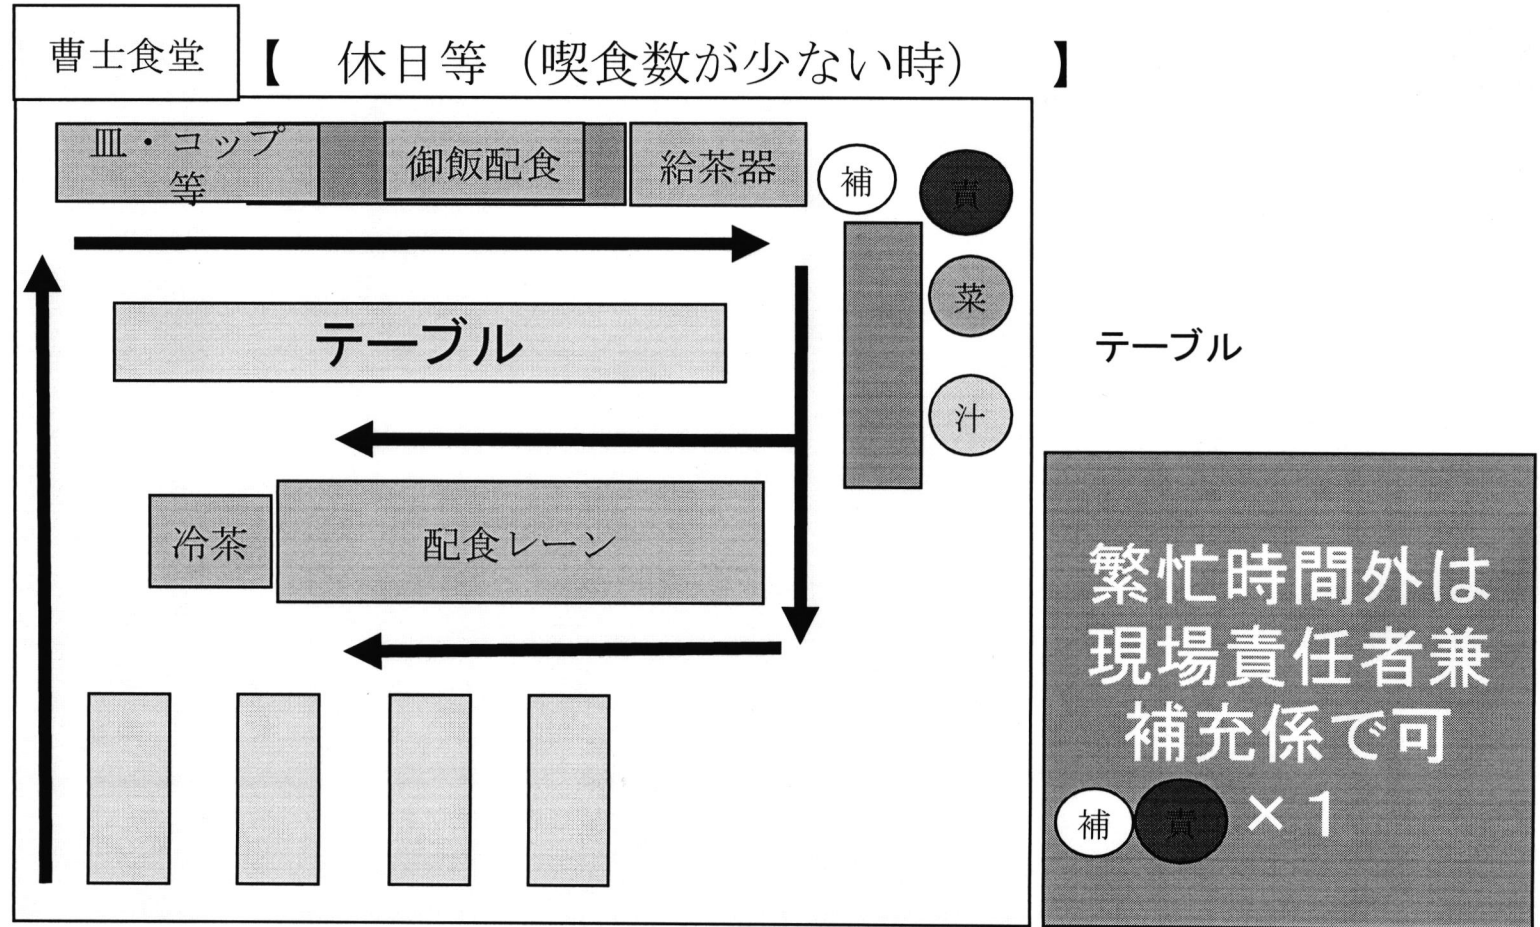 曹士食堂
【　休日等（喫食数が少ない時）　】
皿・コップ
等
御飯配食
給茶器
補
責
菜
汁
テーブル
テーブル
冷茶
配食レーン
繁忙時間外は
現場責任者兼
補充係で可
補
責
×１